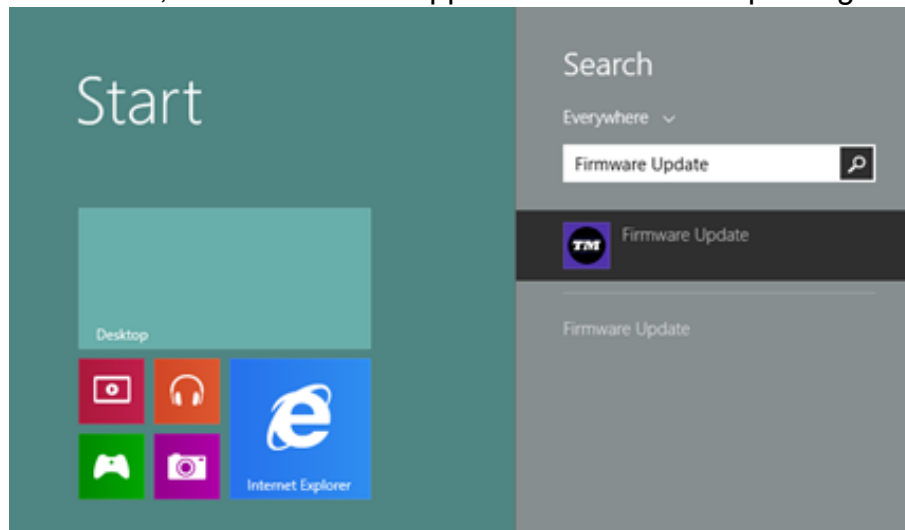 Start
Desktop
Internet Explorer
Search
Everywhere
Firmware Update
TM
Firmware Update
Firmware Update